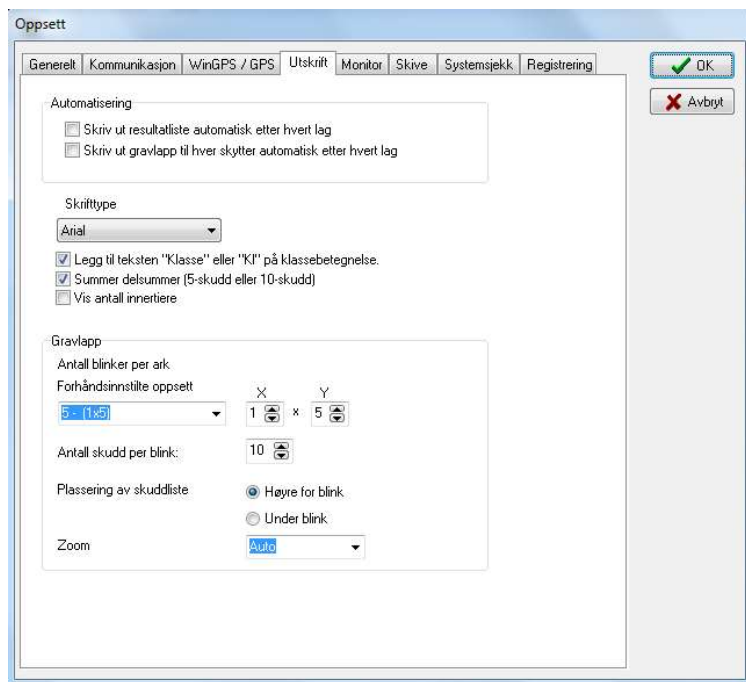 Oppsett
Generelt Kommunikasjon WinGPS / GPS Utskrift Monitor Skive Systemsjekk Registrering
OK
Avbryt
Automatisering
Skriv ut resultatliste automatisk etter hvert lag
Skriv ut gravlapp til hver skytter automatisk etter hvert lag
Skrifttype
Arial
Legg til teksten "Klasse" eller "Kl" på klassebetegnelse.
Summer delsummer (5-skudd eller 10-skudd)
Vis antall innertiere
Gravlapp
Antall blinker per ark
Forhåndsinnstilte oppsett X Y
5 - (1x5) 1 x 5
Antall skudd per blink: 10
Plassering av skuddliste Høyre for blink
Under blink
Zoom Auto